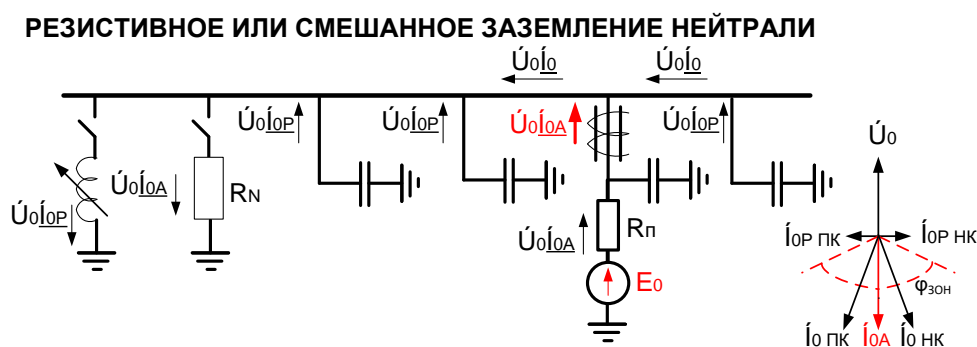 РЕЗИСТИВНОЕ ИЛИ СМЕШАННОЕ ЗАЗЕМЛЕНИЕ НЕЙТРАЛИ
Ú0Í0 Ú0Í0
Ú0Í0P Ú0Í0P Ú0Í0A Ú0Í0P
Ú0
Ú0Í0A RN
Ú0Í0P
Ú0Í0A RП
E0
Í0P ПК Í0P НК
φзон
Í0 ПК Í0A Í0 НК